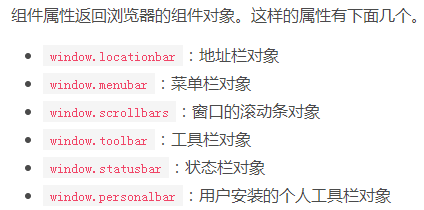 组件属性返回浏览器的组件对象。这样的属性有下面几个。
• window.locationbar：地址栏对象
• window.menubar：菜单栏对象
• window.scrollbars：窗口的滚动条对象
• window.toolbar：工具栏对象
• window.statusbar：状态栏对象
• window.personalbar：用户安装的个人工具栏对象